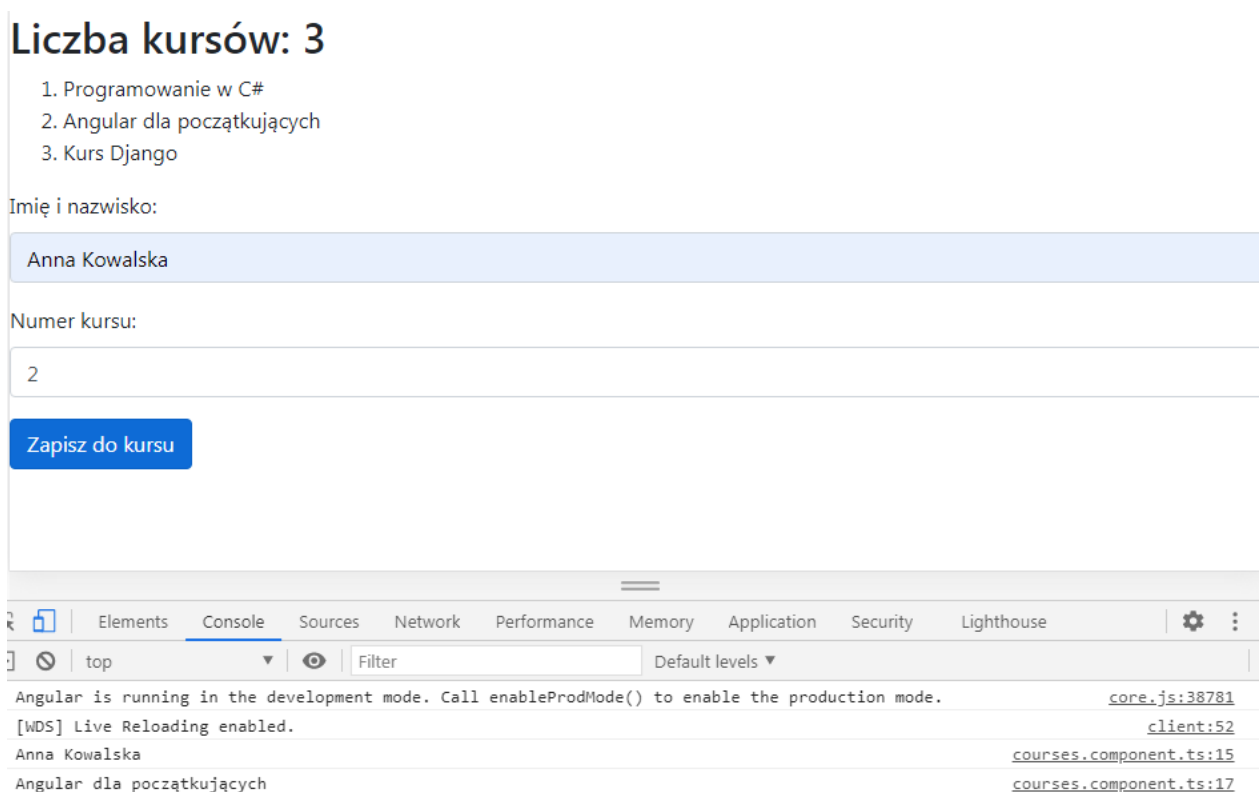 Liczba kursów: 3
1. Programowanie w C#
2. Angular dla początkujących
3. Kurs Django
Imię i nazwisko:
Anna Kowalska
Numer kursu:
2
Zapisz do kursu
Elements Console Sources Network Performance Memory Application Security Lighthouse
top ▼ Filter Default levels ▼
Angular is running in the development mode. Call enableProdMode() to enable the production mode. core.js:38781
[WDS] Live Reloading enabled. client:52
Anna Kowalska courses.component.ts:15
Angular dla początkujących courses.component.ts:17